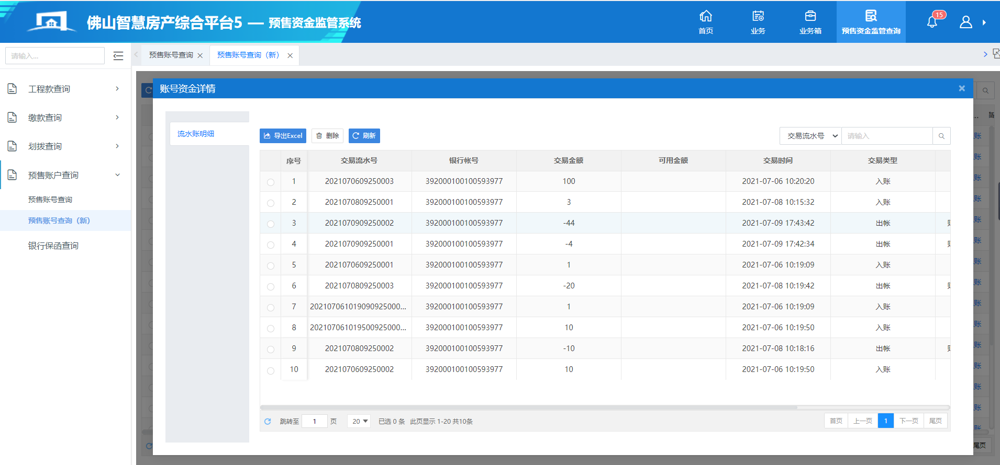 佛山智慧房产综合平台5 — 预售资金监管系统
首页
业务
业务箱
预售资金监管查询
15
请输入...
预售账号查询
预售账号查询（新）
工程款查询
缴款查询
划拨查询
预售账户查询
预售账号查询
预售账号查询（新）
银行保函查询
账号资金详情
流水账明细
导出Excel 删除 刷新
交易流水号 请输入
序号 交易流水号 银行帐号 交易金额 可用金额 交易时间 交易类型
1 2021070609250003 392000100100593977 100 2021-07-06 10:20:20 入账
2 2021070809250001 392000100100593977 3 2021-07-08 10:15:32 入账
3 2021070909250002 392000100100593977 -44 2021-07-09 17:43:42 出帐
4 2021070909250001 392000100100593977 -4 2021-07-09 17:42:34 出帐
5 2021070609250001 392000100100593977 1 2021-07-06 10:19:09 入账
6 2021070809250003 392000100100593977 -20 2021-07-08 10:19:42 出帐
7 202107061019090925000... 392000100100593977 1 2021-07-06 10:19:09 入账
8 202107061019500925000... 392000100100593977 10 2021-07-06 10:19:50 入账
9 2021070809250002 392000100100593977 -10 2021-07-08 10:18:16 出帐
10 2021070609250002 392000100100593977 10 2021-07-06 10:19:50 入账
跳转至 1 页 20 已选 0 条 此页显示 1-20 共10条
首页 上一页 1 下一页 尾页
尾页